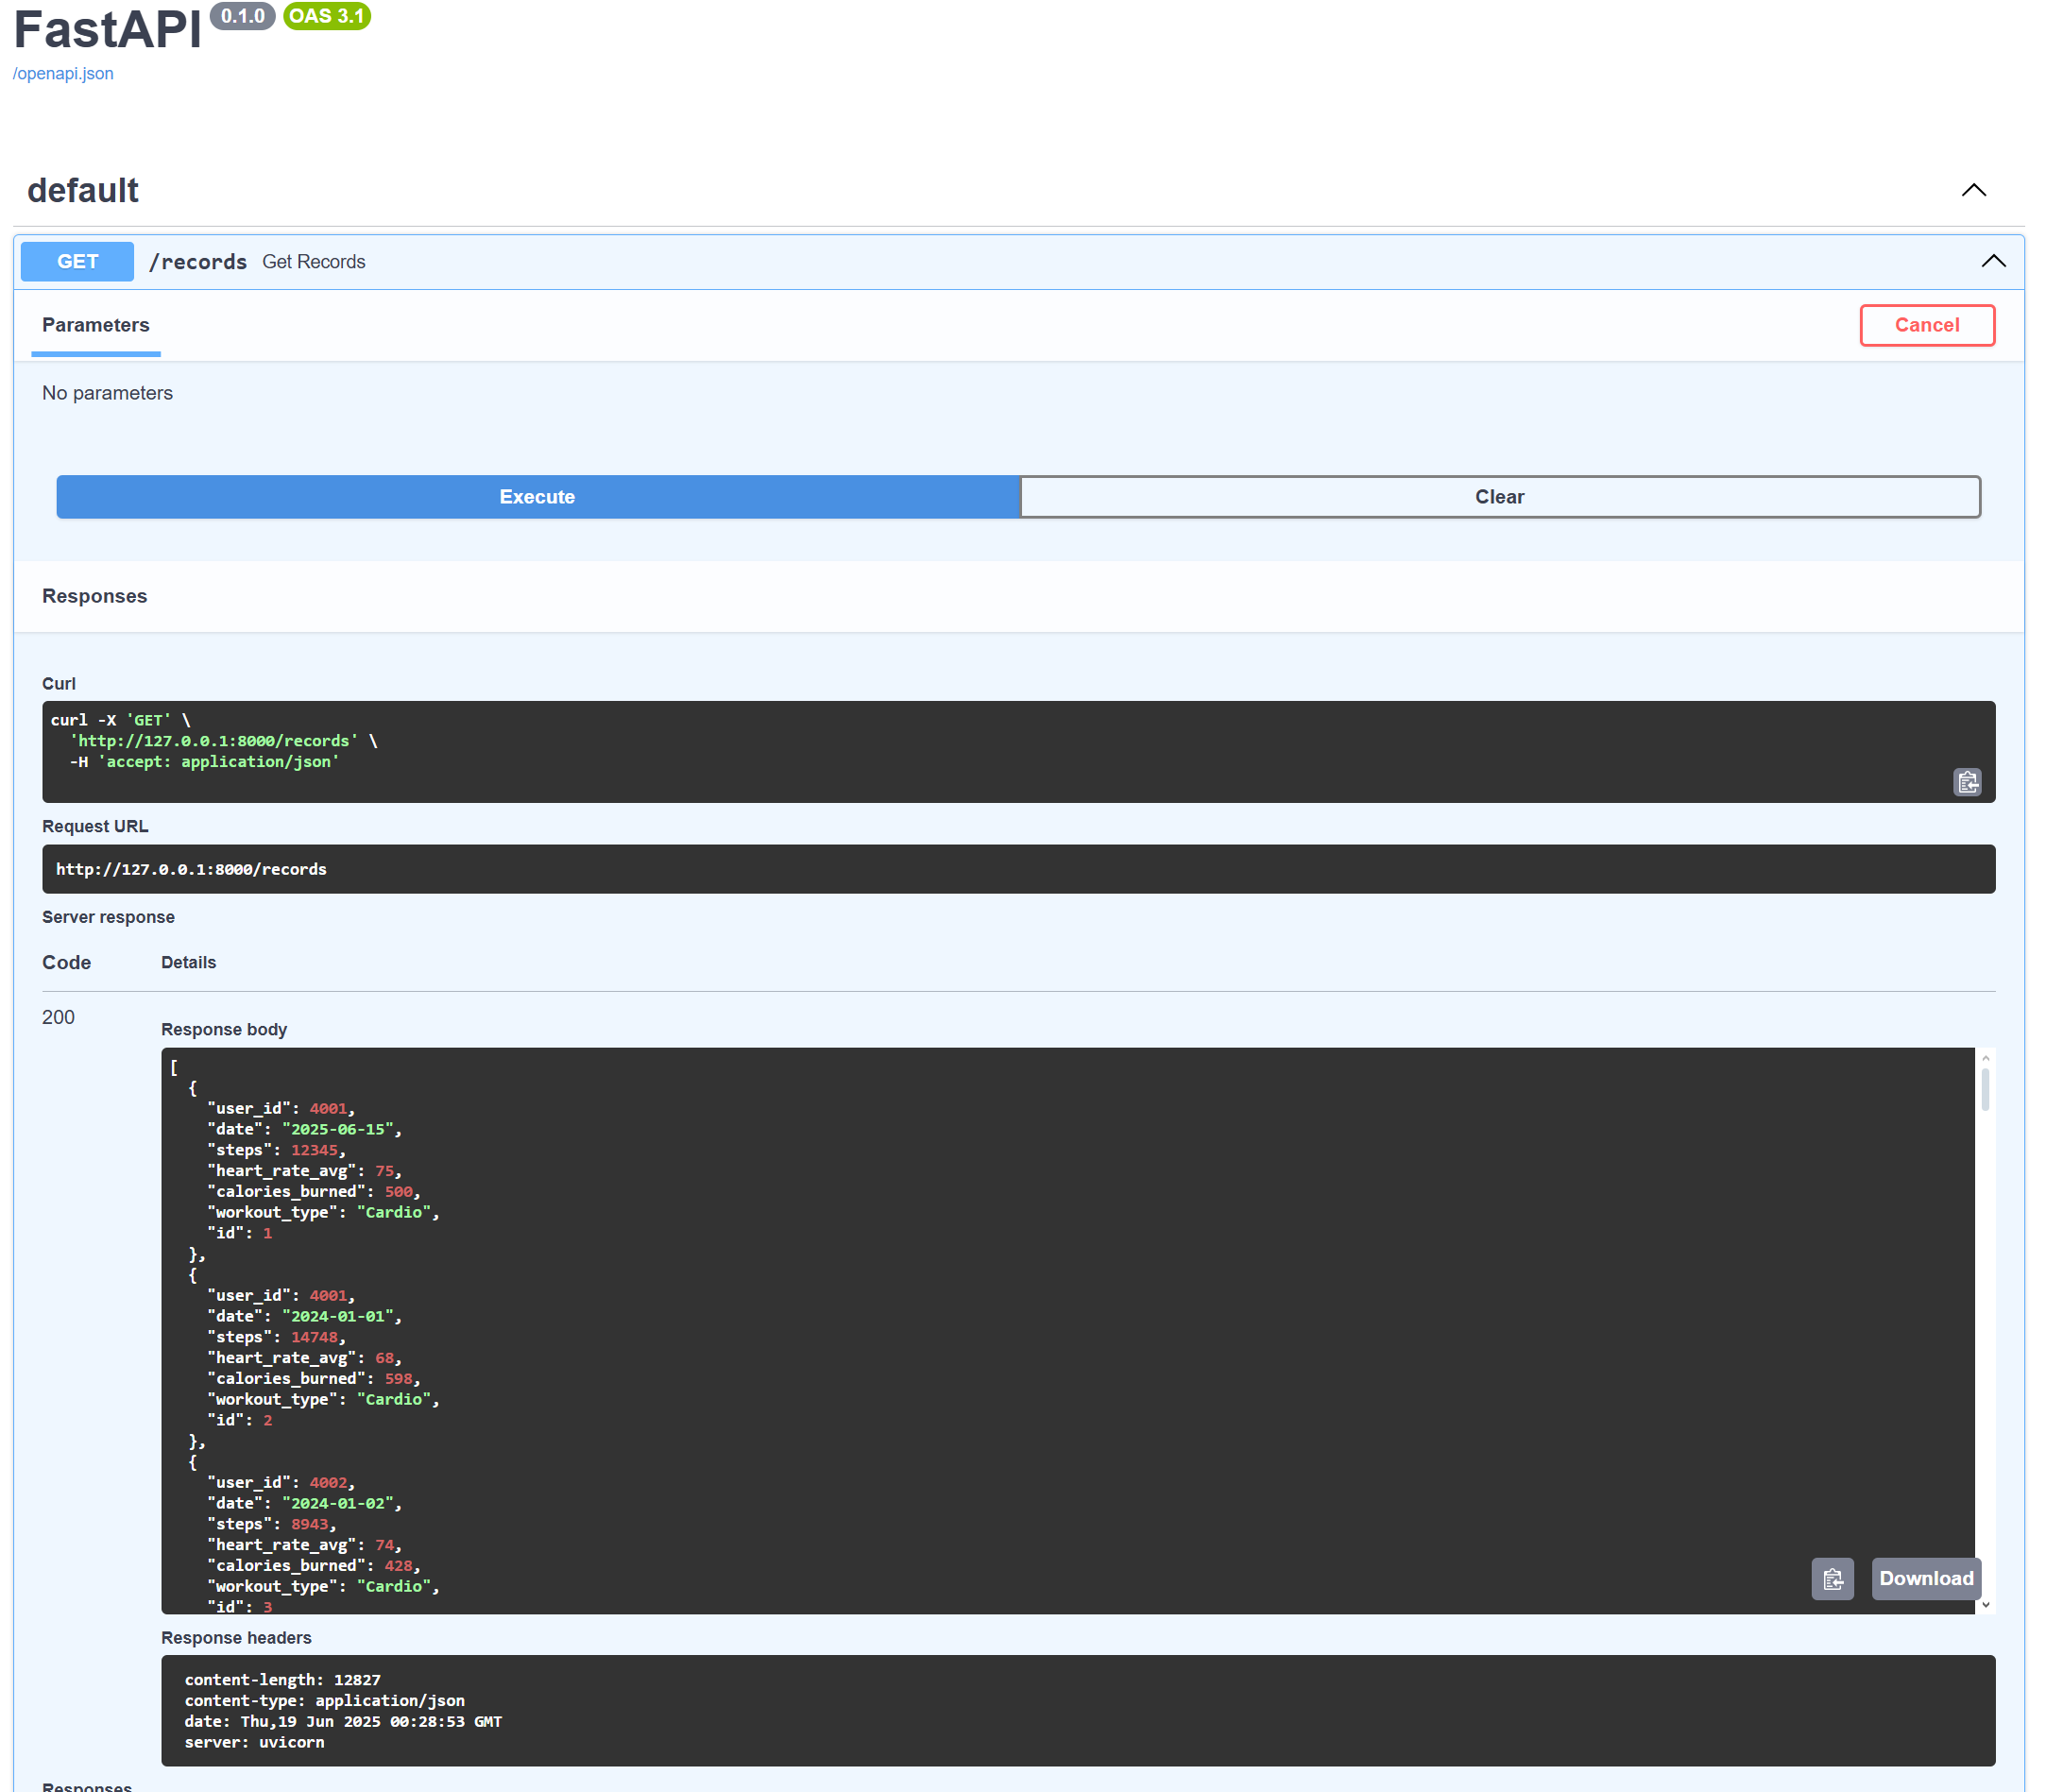 FastAPI 0.1.0 OAS 3.1
/openapi.json
default
GET /records Get Records
Parameters Cancel
No parameters
Execute Clear
Responses
Curl
curl -X 'GET' \
  'http://127.0.0.1:8000/records' \
  -H 'accept: application/json'
Request URL
http://127.0.0.1:8000/records
Server response
Code Details
200
Response body
[
  {
    "user_id": 4001,
    "date": "2025-06-15",
    "steps": 12345,
    "heart_rate_avg": 75,
    "calories_burned": 500,
    "workout_type": "Cardio",
    "id": 1
  },
  {
    "user_id": 4001,
    "date": "2024-01-01",
    "steps": 14748,
    "heart_rate_avg": 68,
    "calories_burned": 598,
    "workout_type": "Cardio",
    "id": 2
  },
  {
    "user_id": 4002,
    "date": "2024-01-02",
    "steps": 8943,
    "heart_rate_avg": 74,
    "calories_burned": 428,
    "workout_type": "Cardio",
    "id": 3
Download
Response headers
content-length: 12827
content-type: application/json
date: Thu,19 Jun 2025 00:28:53 GMT
server: uvicorn
Responses